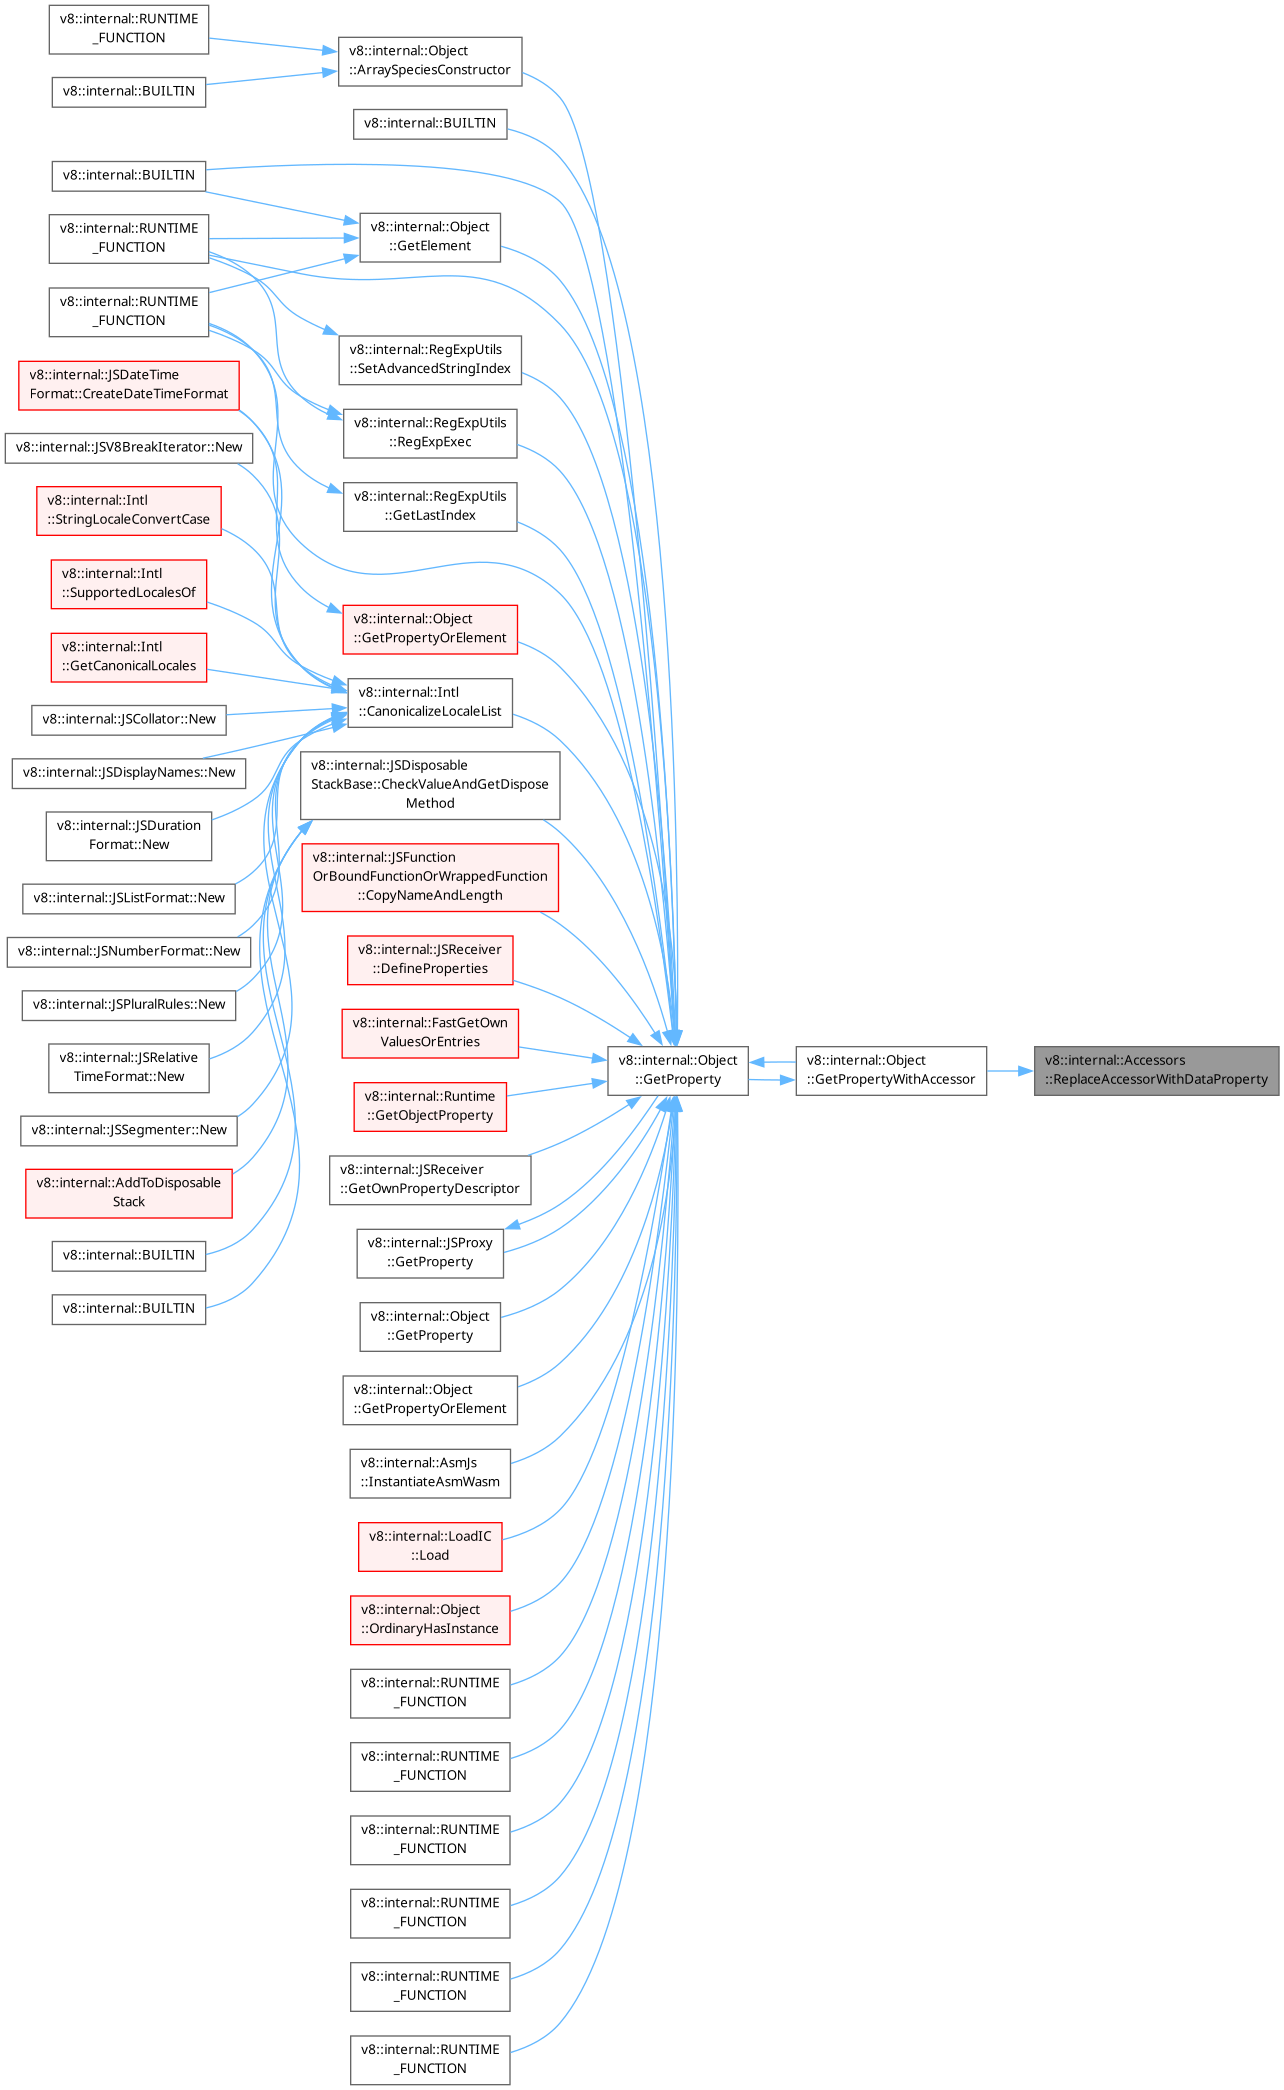 v8::internal::RUNTIME
_FUNCTION
v8::internal::BUILTIN
v8::internal::BUILTIN
v8::internal::RUNTIME
_FUNCTION
v8::internal::RUNTIME
_FUNCTION
v8::internal::JSDateTime
Format::CreateDateTimeFormat
v8::internal::JSV8BreakIterator::New
v8::internal::Intl
::StringLocaleConvertCase
v8::internal::Intl
::SupportedLocalesOf
v8::internal::Intl
::GetCanonicalLocales
v8::internal::JSCollator::New
v8::internal::JSDisplayNames::New
v8::internal::JSDuration
Format::New
v8::internal::JSListFormat::New
v8::internal::JSNumberFormat::New
v8::internal::JSPluralRules::New
v8::internal::JSRelative
TimeFormat::New
v8::internal::JSSegmenter::New
v8::internal::AddToDisposable
Stack
v8::internal::BUILTIN
v8::internal::BUILTIN
v8::internal::Object
::ArraySpeciesConstructor
v8::internal::BUILTIN
v8::internal::Object
::GetElement
v8::internal::RegExpUtils
::SetAdvancedStringIndex
v8::internal::RegExpUtils
::RegExpExec
v8::internal::RegExpUtils
::GetLastIndex
v8::internal::Object
::GetPropertyOrElement
v8::internal::Intl
::CanonicalizeLocaleList
v8::internal::JSDisposable
StackBase::CheckValueAndGetDispose
Method
v8::internal::JSFunction
OrBoundFunctionOrWrappedFunction
::CopyNameAndLength
v8::internal::JSReceiver
::DefineProperties
v8::internal::FastGetOwn
ValuesOrEntries
v8::internal::Runtime
::GetObjectProperty
v8::internal::JSReceiver
::GetOwnPropertyDescriptor
v8::internal::JSProxy
::GetProperty
v8::internal::Object
::GetProperty
v8::internal::Object
::GetPropertyOrElement
v8::internal::AsmJs
::InstantiateAsmWasm
v8::internal::LoadIC
::Load
v8::internal::Object
::OrdinaryHasInstance
v8::internal::RUNTIME
_FUNCTION
v8::internal::RUNTIME
_FUNCTION
v8::internal::RUNTIME
_FUNCTION
v8::internal::RUNTIME
_FUNCTION
v8::internal::RUNTIME
_FUNCTION
v8::internal::RUNTIME
_FUNCTION
v8::internal::Object
::GetProperty
v8::internal::Object
::GetPropertyWithAccessor
v8::internal::Accessors
::ReplaceAccessorWithDataProperty